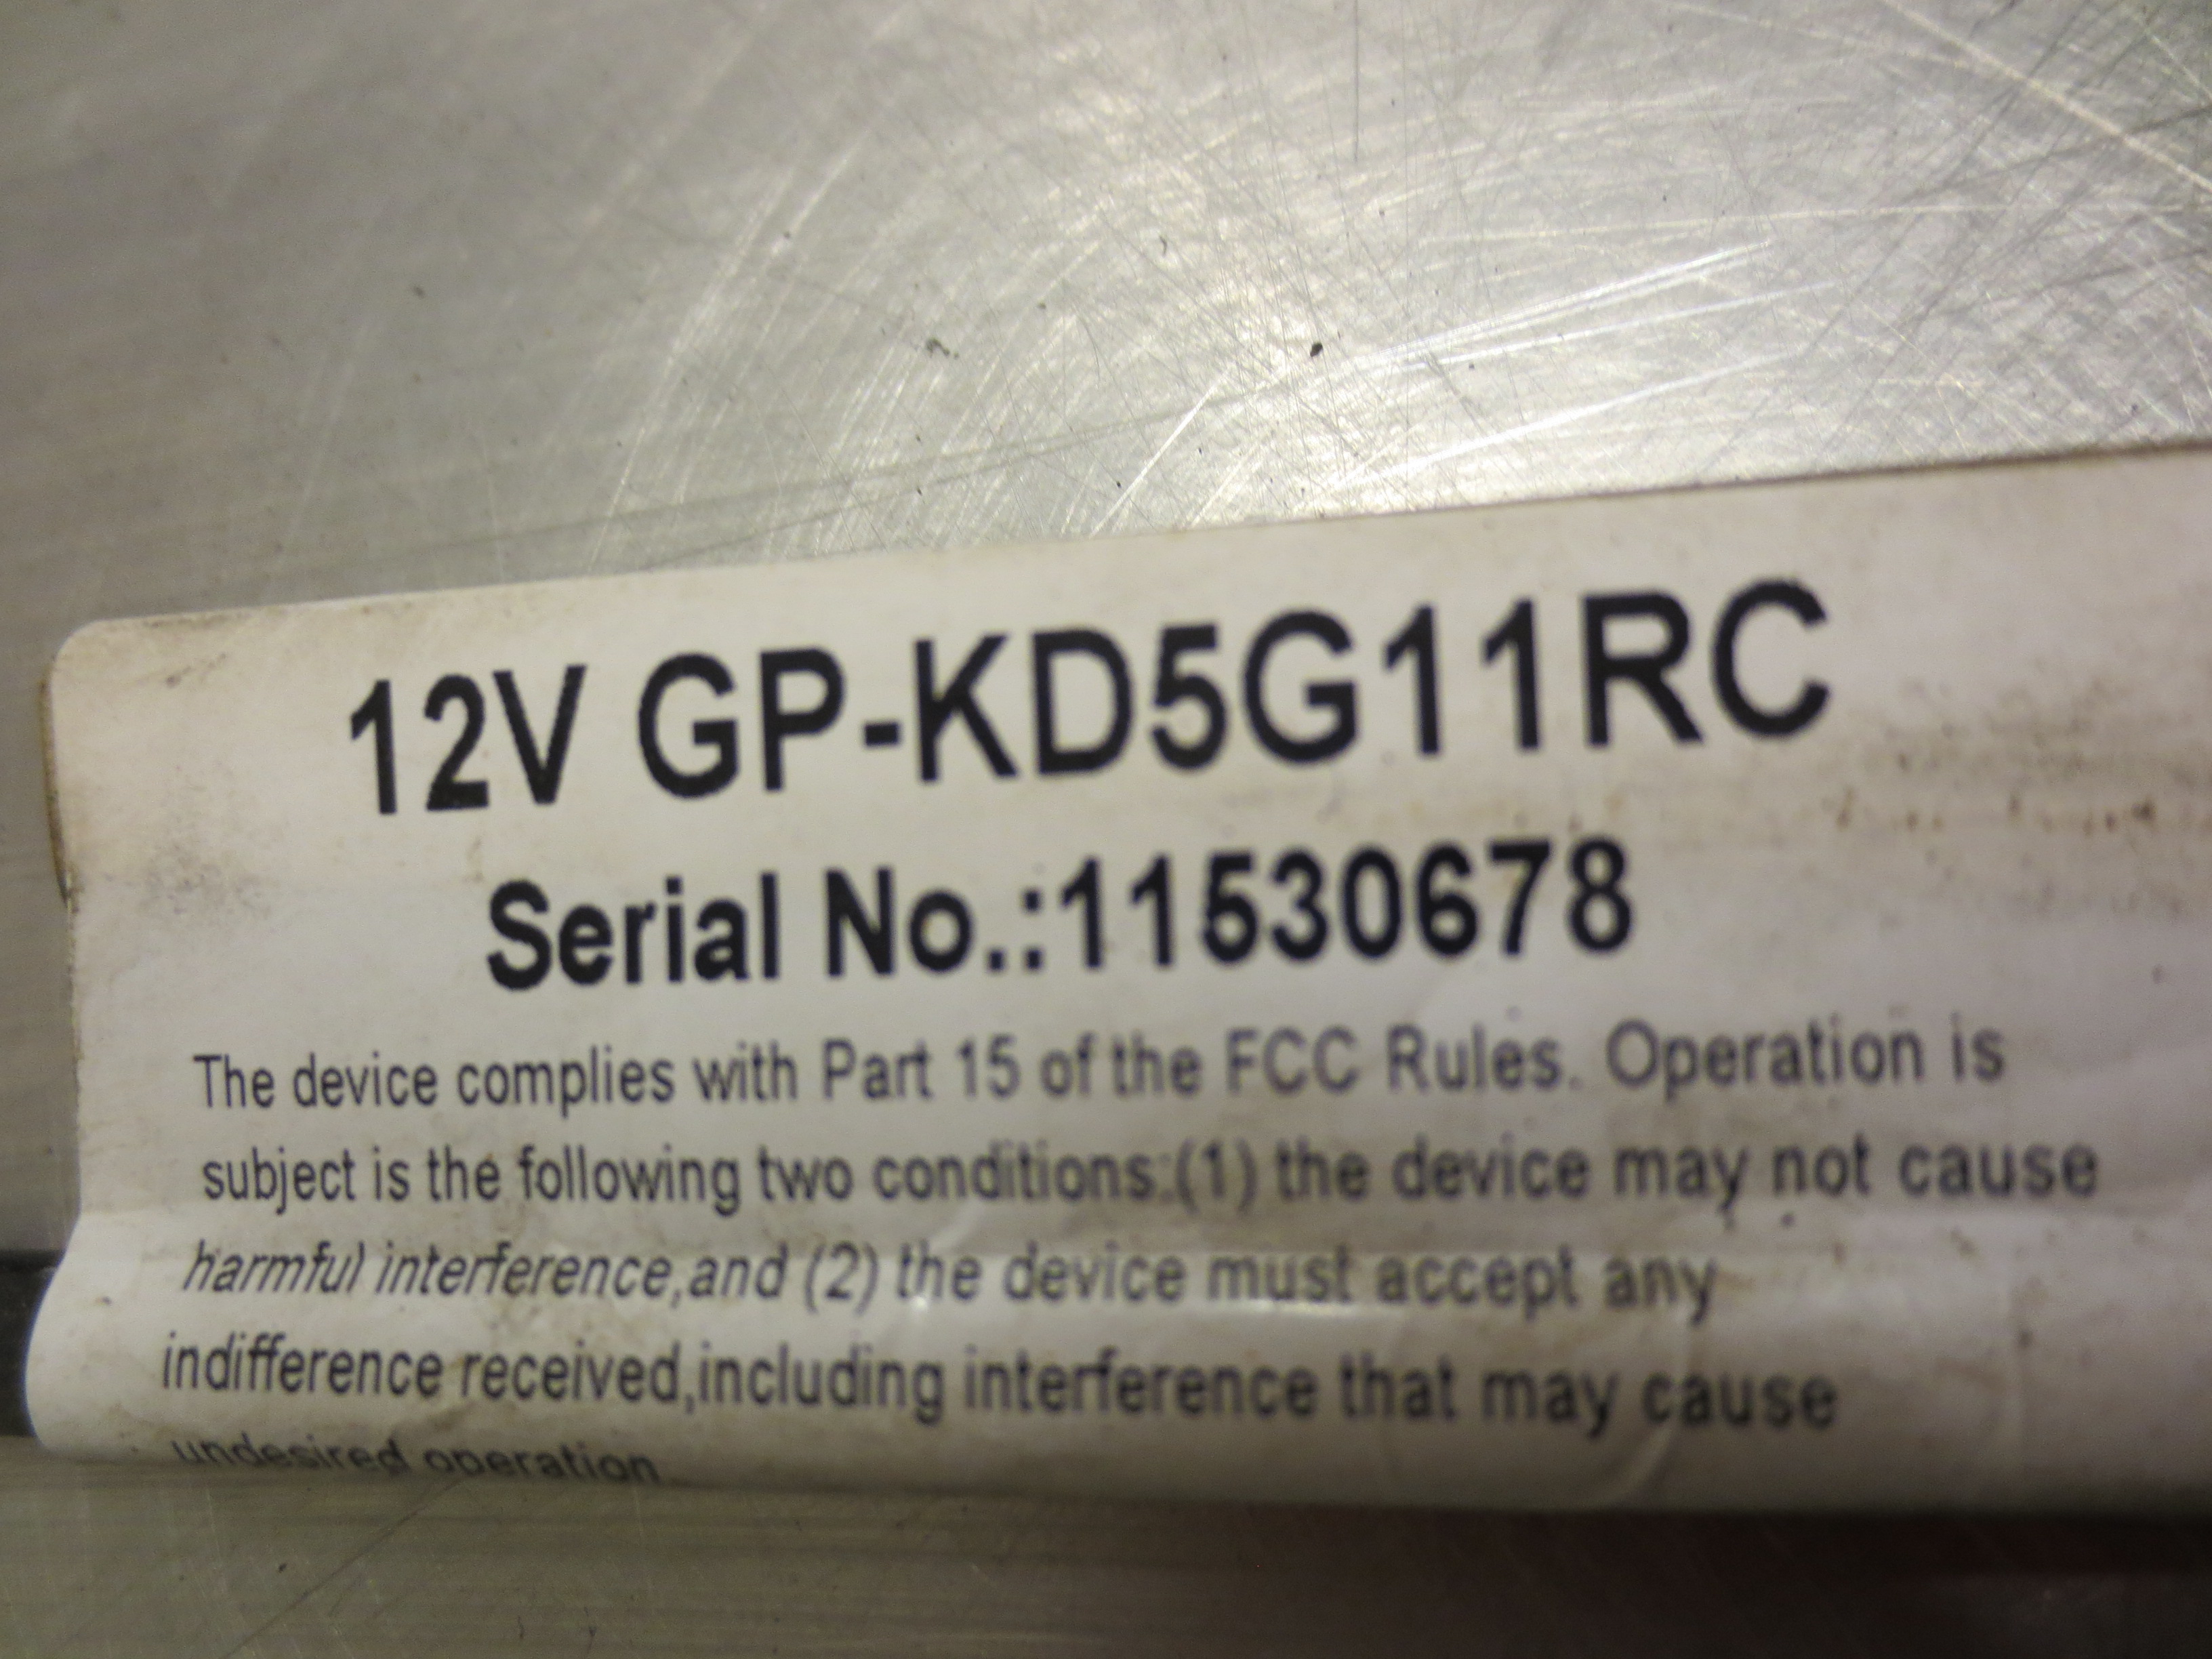 12V GP-KD5G11RC
Serial No.:11530678
The device complies with Part 15 of the FCC Rules. Operation is
subject is the following two conditions:(1) the device may not cause
harmful interference,and (2) the device must accept any
indifference received,including interference that may cause
undesired operation